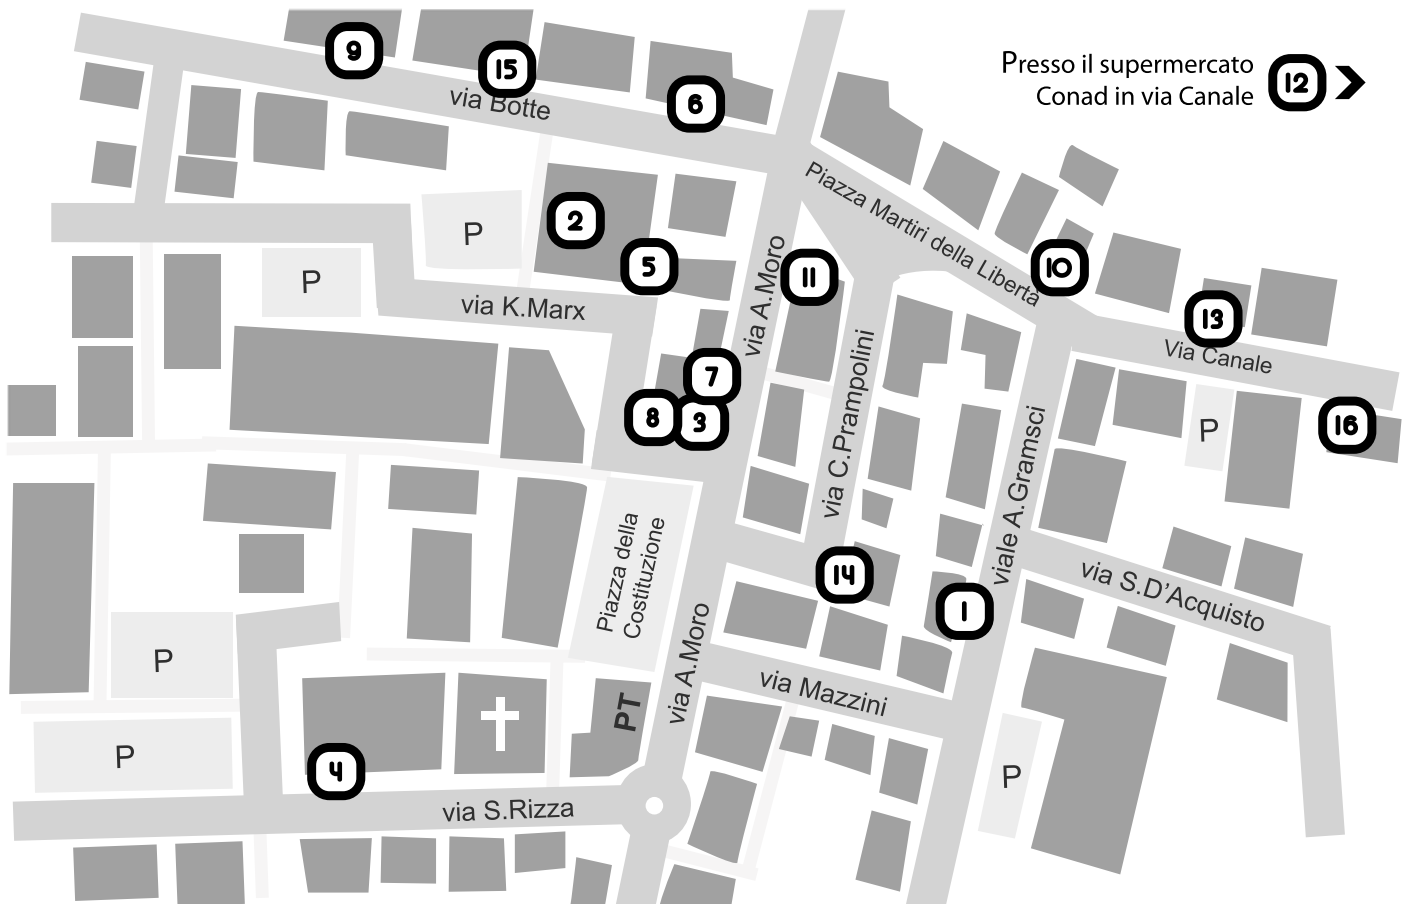 9
15
via Botte
6
Presso il supermercato
Conad in via Canale
12
2
P
5
P
via K.Marx
via A.Moro
11
Piazza Martiri della Libertà
10
13
Via Canale
7
8
3
via C.Prampolini
viale A.Gramsci
P
16
Piazza della
Costituzione
14
1
via S.D'Acquisto
P
P
4
PT
via A.Moro
via Mazzini
P
via S.Rizza